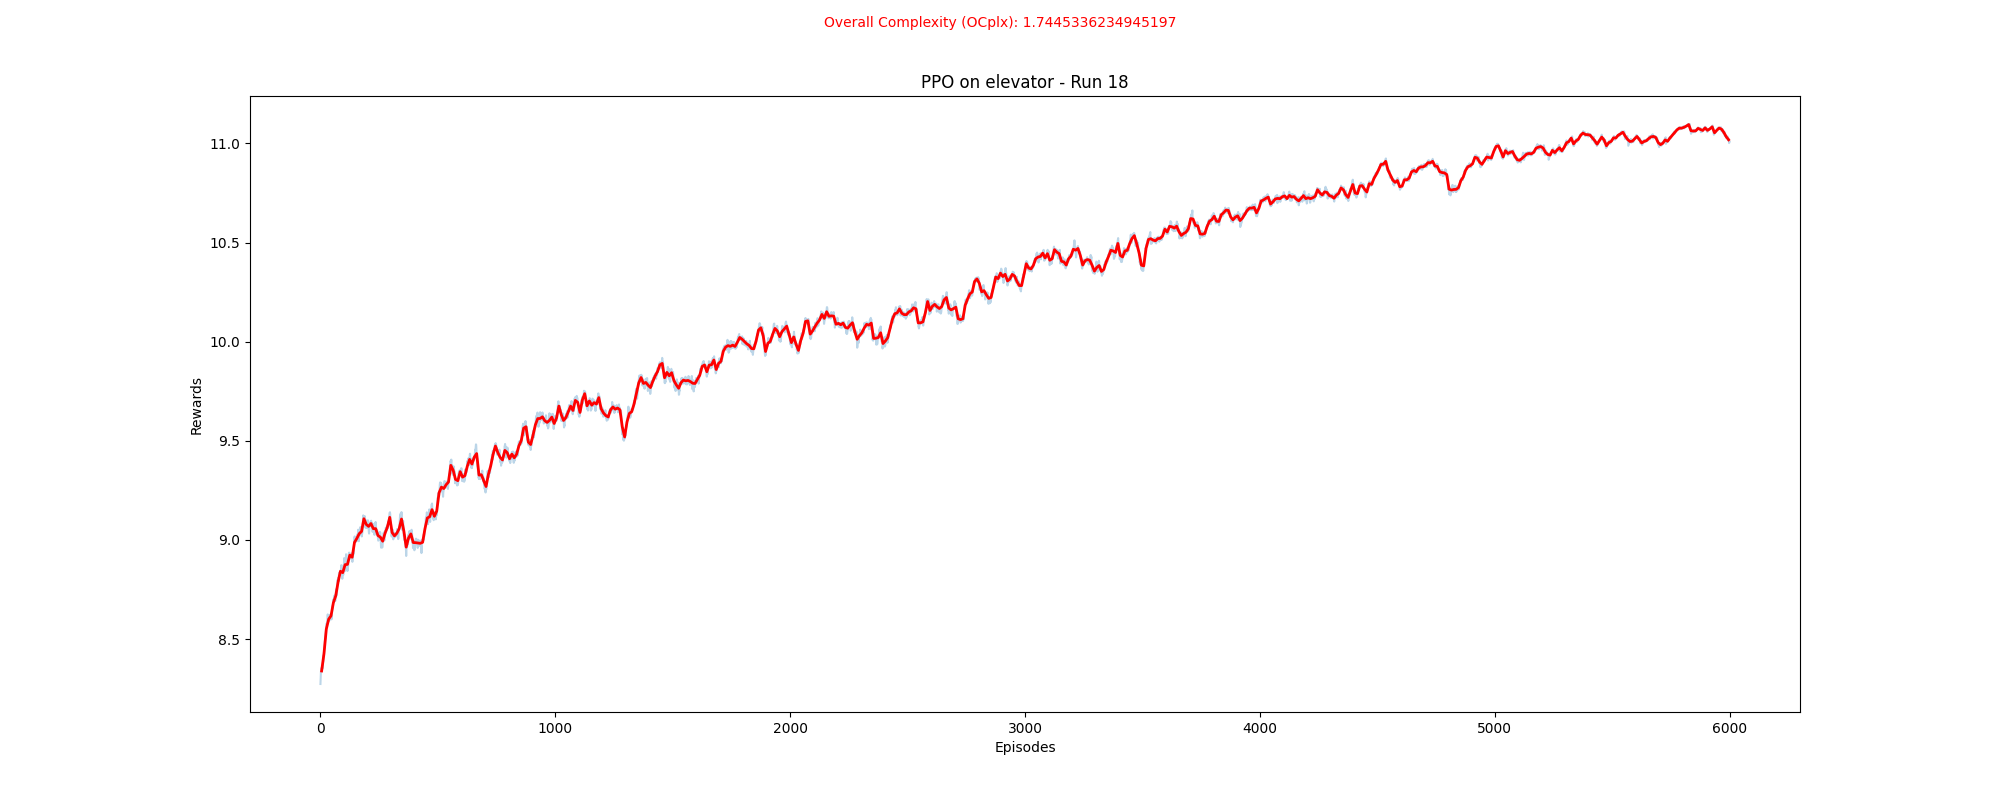 Overall Complexity (OCplx): 1.7445336234945197
PPO on elevator - Run 18
11.0
10.5
10.0
9.5
9.0
8.5
Rewards
0 1000 2000 3000 4000 5000 6000
Episodes